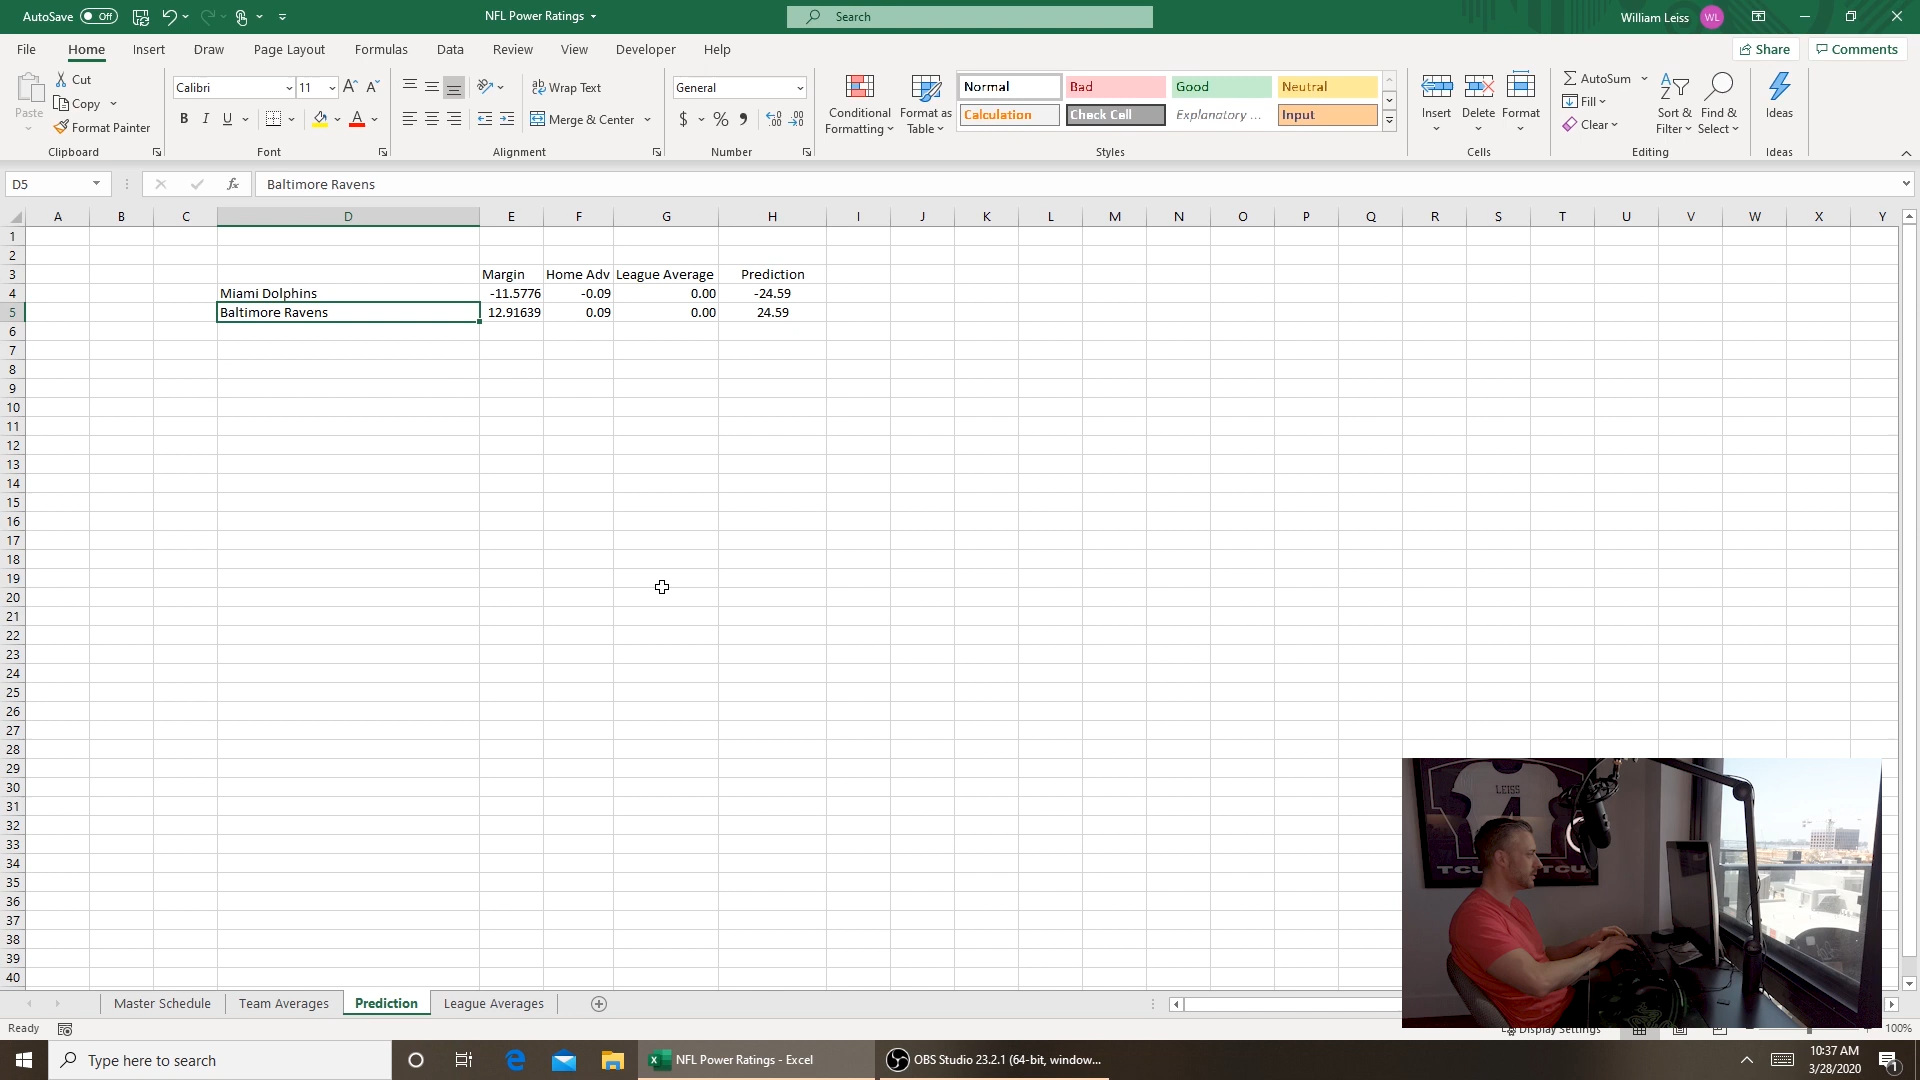 AutoSave Off NFL Power Ratings Search William Leiss WL
File Home Insert Draw Page Layout Formulas Data Review View Developer Help Share Comments
Paste Cut Copy Format Painter Clipboard
Calibri 11 B I U A A A Font
Wrap Text Merge & Center Alignment
General $ % Number
Conditional Formatting Format as Table
Normal Bad Good Neutral
Calculation Check Cell Explanatory ... Input
Styles
Insert Delete Format Cells
AutoSum Fill Clear Sort & Filter Find & Select Editing
Ideas Ideas
D5 fx Baltimore Ravens
A B C D E F G H I J K L M N O P Q R S T U V W X Y
1
2
3 Margin Home Adv League Average Prediction
4 Miami Dolphins -11.5776 -0.09 0.00 -24.59
5 Baltimore Ravens 12.91639 0.09 0.00 24.59
6
7
8
9
10
11
12
13
14
15
16
17
18
19
20
21
22
23
24
25
26
27
28
29
30
31
32
33
34
35
36
37
38
39
40
LEISS
4
TCU TCU
Master Schedule Team Averages Prediction League Averages
Ready Display Settings 100%
Type here to search NFL Power Ratings - Excel OBS Studio 23.2.1 (64-bit, window... 10:37 AM
3/28/2020 1